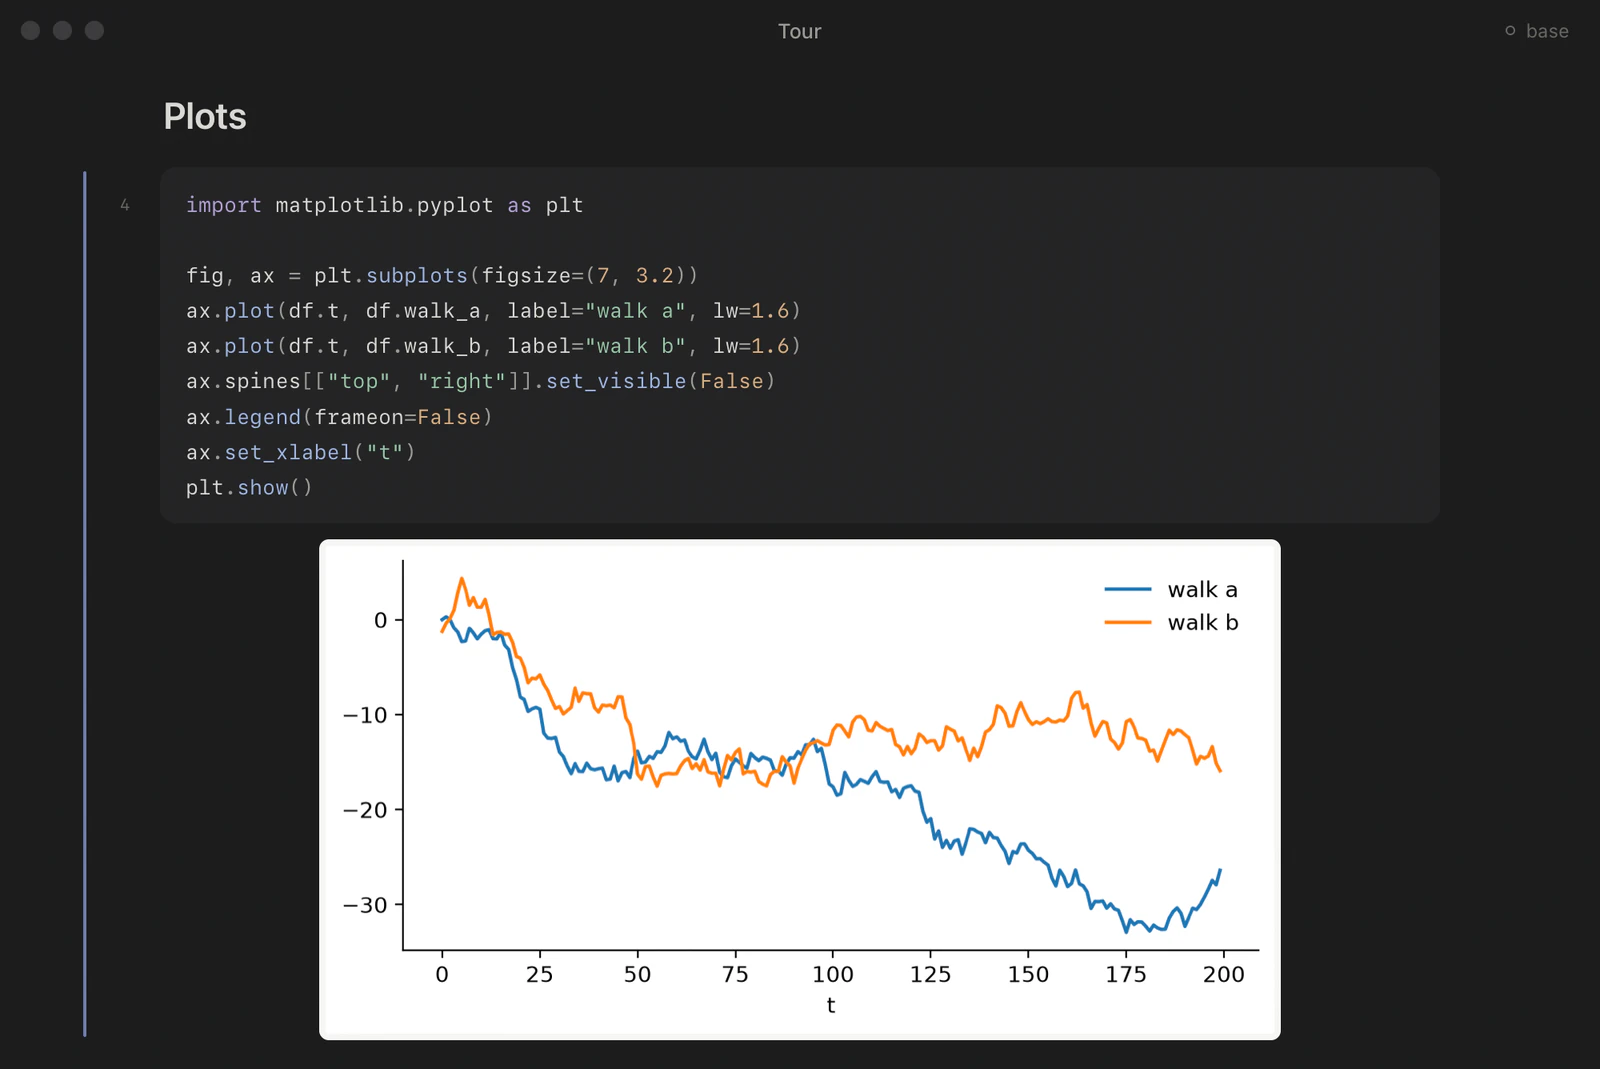 Tour
base
Plots
4
import matplotlib.pyplot as plt
fig, ax = plt.subplots(figsize=(7, 3.2))
ax.plot(df.t, df.walk_a, label="walk a", lw=1.6)
ax.plot(df.t, df.walk_b, label="walk b", lw=1.6)
ax.spines[["top", "right"]].set_visible(False)
ax.legend(frameon=False)
ax.set_xlabel("t")
plt.show()
walk a
walk b
0
−10
−20
−30
0 25 50 75 100 125 150 175 200
t